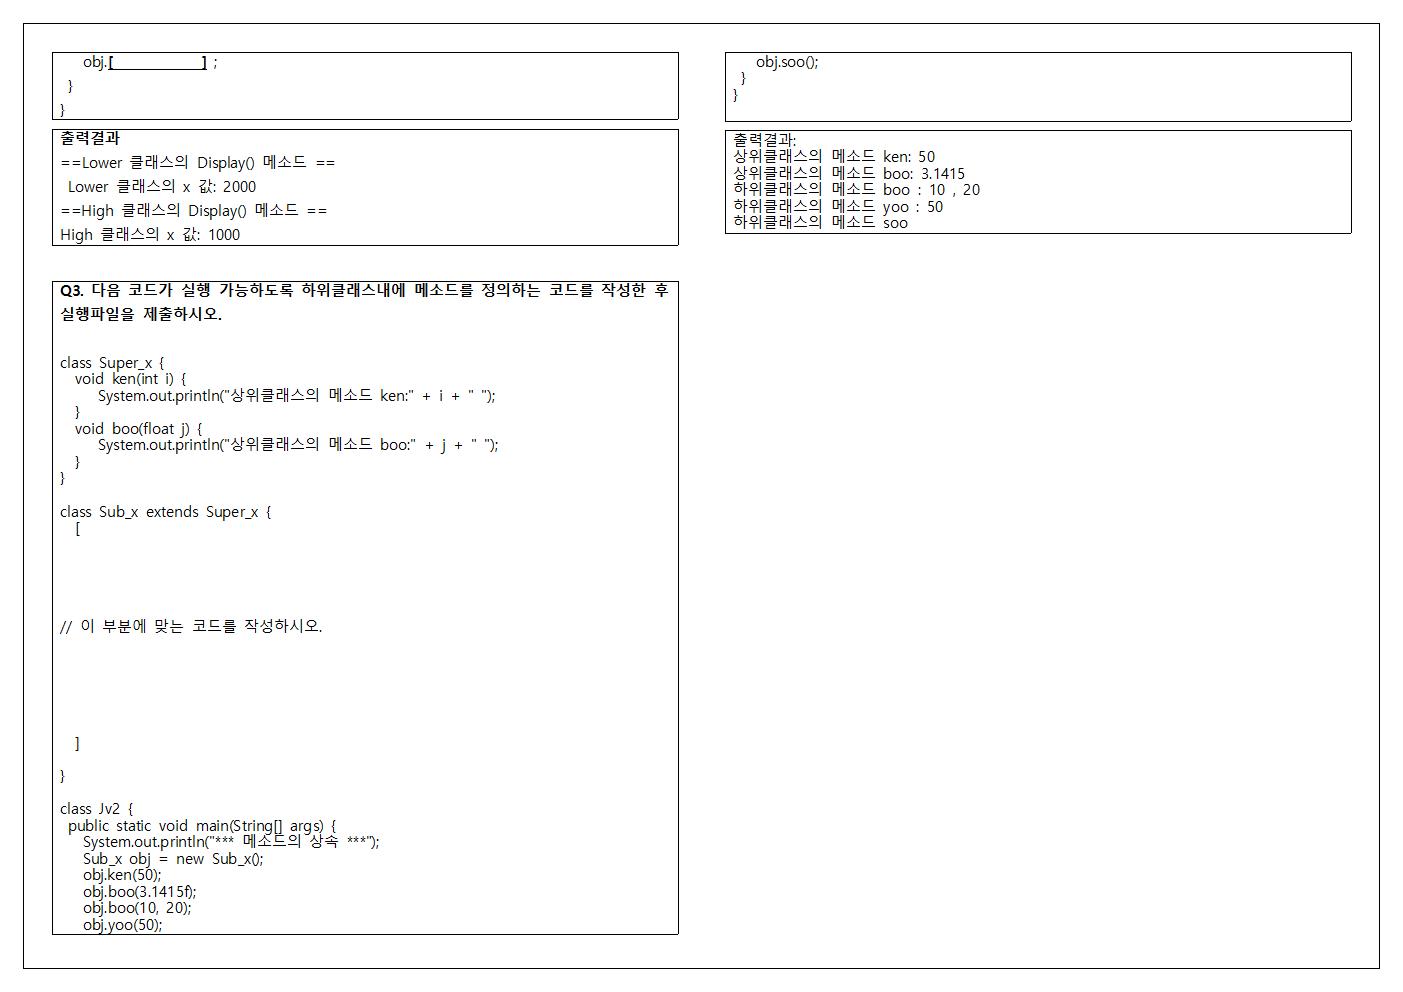 obj.[____________] ;
}
}
출력결과
==Lower 클래스의 Display() 메소드 ==
Lower 클래스의 x 값: 2000
==High 클래스의 Display() 메소드 ==
High 클래스의 x 값: 1000
Q3. 다음 코드가 실행 가능하도록 하위클래스내에 메소드를 정의하는 코드를 작성한 후
실행파일을 제출하시오.
class Super_x {
void ken(int i) {
System.out.println("상위클래스의 메소드 ken:" + i + " ");
}
void boo(float j) {
System.out.println("상위클래스의 메소드 boo:" + j + " ");
}
}
class Sub_x extends Super_x {
[
// 이 부분에 맞는 코드를 작성하시오.
]
}
class Jv2 {
public static void main(String[] args) {
System.out.println("*** 메소드의 상속 ***");
Sub_x obj = new Sub_x();
obj.ken(50);
obj.boo(3.1415f);
obj.boo(10, 20);
obj.yoo(50);
obj.soo();
}
}
출력결과:
상위클래스의 메소드 ken: 50
상위클래스의 메소드 boo: 3.1415
하위클래스의 메소드 boo : 10 , 20
하위클래스의 메소드 yoo : 50
하위클래스의 메소드 soo